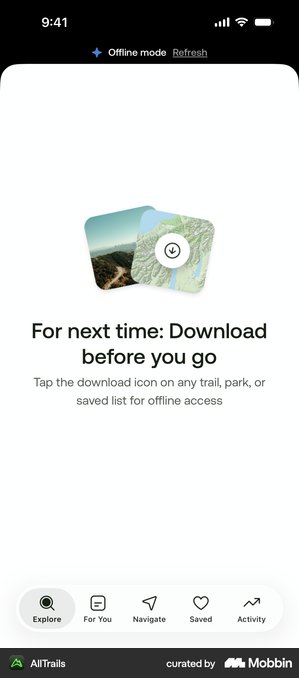 9:41
Offline mode Refresh
For next time: Download
before you go
Tap the download icon on any trail, park, or
saved list for offline access
Explore For You Navigate Saved Activity
AllTrails curated by Mobbin